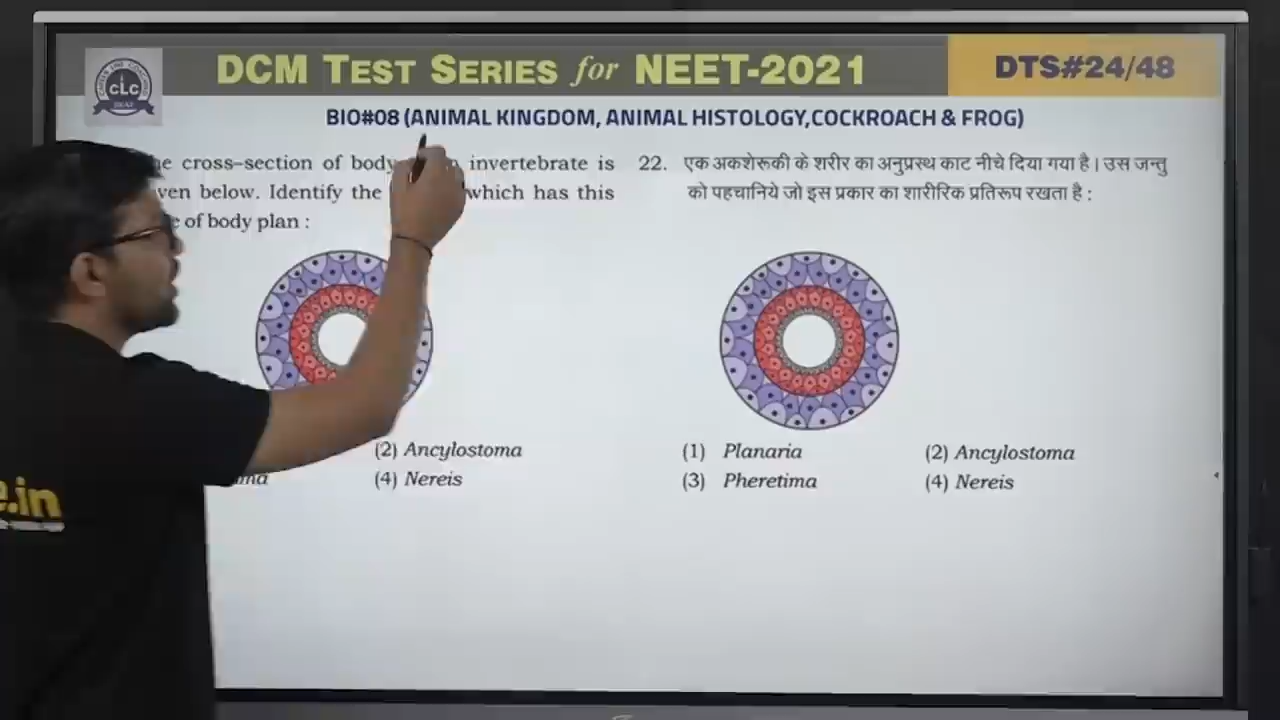 DCM TEST SERIES for NEET-2021
DTS#24/48
CLC
BIO#08 (ANIMAL KINGDOM, ANIMAL HISTOLOGY,COCKROACH & FROG)
cross–section of body invertebrate is
below. Identify the which has this
of body plan :
(2) Ancylostoma
(4) Nereis
22. एक अकशेरूकी के शरीर का अनुप्रस्थ काट नीचे दिया गया है। उस जन्तु
को पहचानिये जो इस प्रकार का शारीरिक प्रतिरूप रखता है :
(1) Planaria (2) Ancylostoma
(3) Pheretima (4) Nereis
e.in